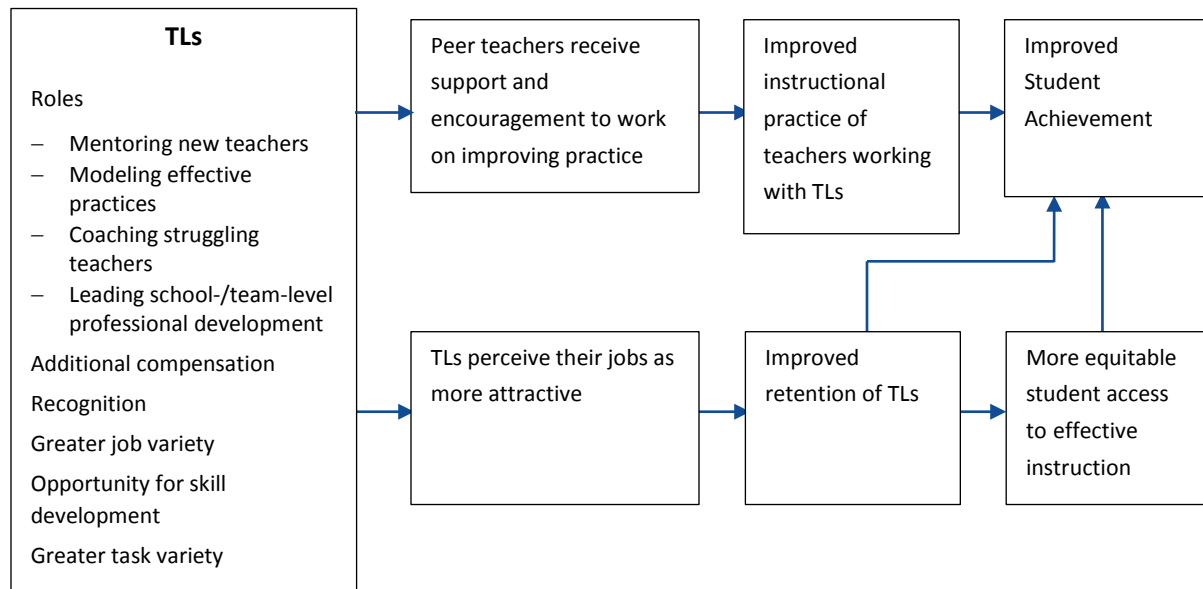 TLs
Roles
– Mentoring new teachers
– Modeling effective
practices
– Coaching struggling
teachers
– Leading school-/team-level
professional development
Additional compensation
Recognition
Greater job variety
Opportunity for skill
development
Greater task variety
Peer teachers receive
support and
encouragement to work
on improving practice
Improved
instructional
practice of
teachers working
with TLs
Improved
Student
Achievement
TLs perceive their jobs as
more attractive
Improved
retention of TLs
More equitable
student access
to effective
instruction